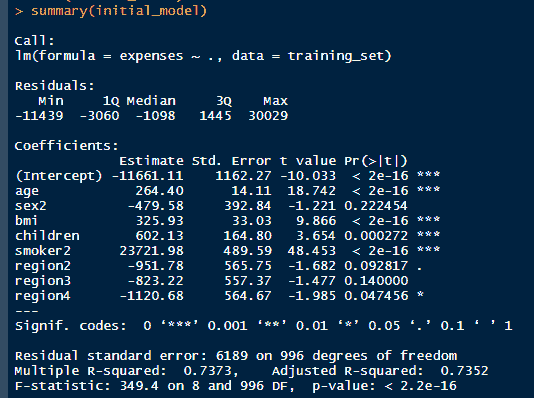 > summary(initial_model)
Call:
lm(formula = expenses ~ ., data = training_set)
Residuals:
Min 1Q Median 3Q Max
-11439 -3060 -1098 1445 30029
Coefficients:
Estimate Std. Error t value Pr(>|t|)
(Intercept) -11661.11 1162.27 -10.033 < 2e-16 ***
age 264.40 14.11 18.742 < 2e-16 ***
sex2 -479.58 392.84 -1.221 0.222454
bmi 325.93 33.03 9.866 < 2e-16 ***
children 602.13 164.80 3.654 0.000272 ***
smoker2 23721.98 489.59 48.453 < 2e-16 ***
region2 -951.78 565.75 -1.682 0.092817 .
region3 -823.22 557.37 -1.477 0.140000
region4 -1120.68 564.67 -1.985 0.047456 *
---
Signif. codes: 0 ‘***’ 0.001 ‘**’ 0.01 ‘*’ 0.05 ‘.’ 0.1 ‘ ’ 1
Residual standard error: 6189 on 996 degrees of freedom
Multiple R-squared: 0.7373, Adjusted R-squared: 0.7352
F-statistic: 349.4 on 8 and 996 DF, p-value: < 2.2e-16